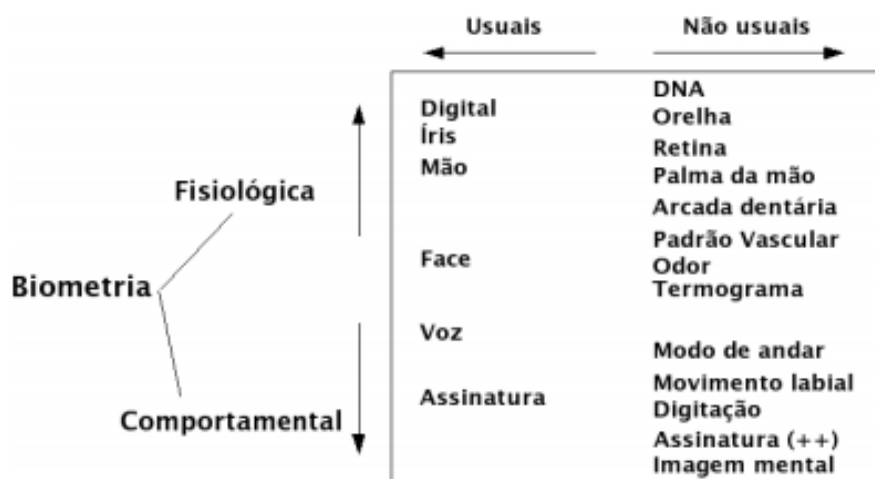 Usuais
Não usuais
Fisiológica
Biometria
Comportamental
Digital
Íris
Mão
Face
Voz
Assinatura
DNA
Orelha
Retina
Palma da mão
Arcada dentária
Padrão Vascular
Odor
Termograma
Modo de andar
Movimento labial
Digitação
Assinatura (++)
Imagem mental